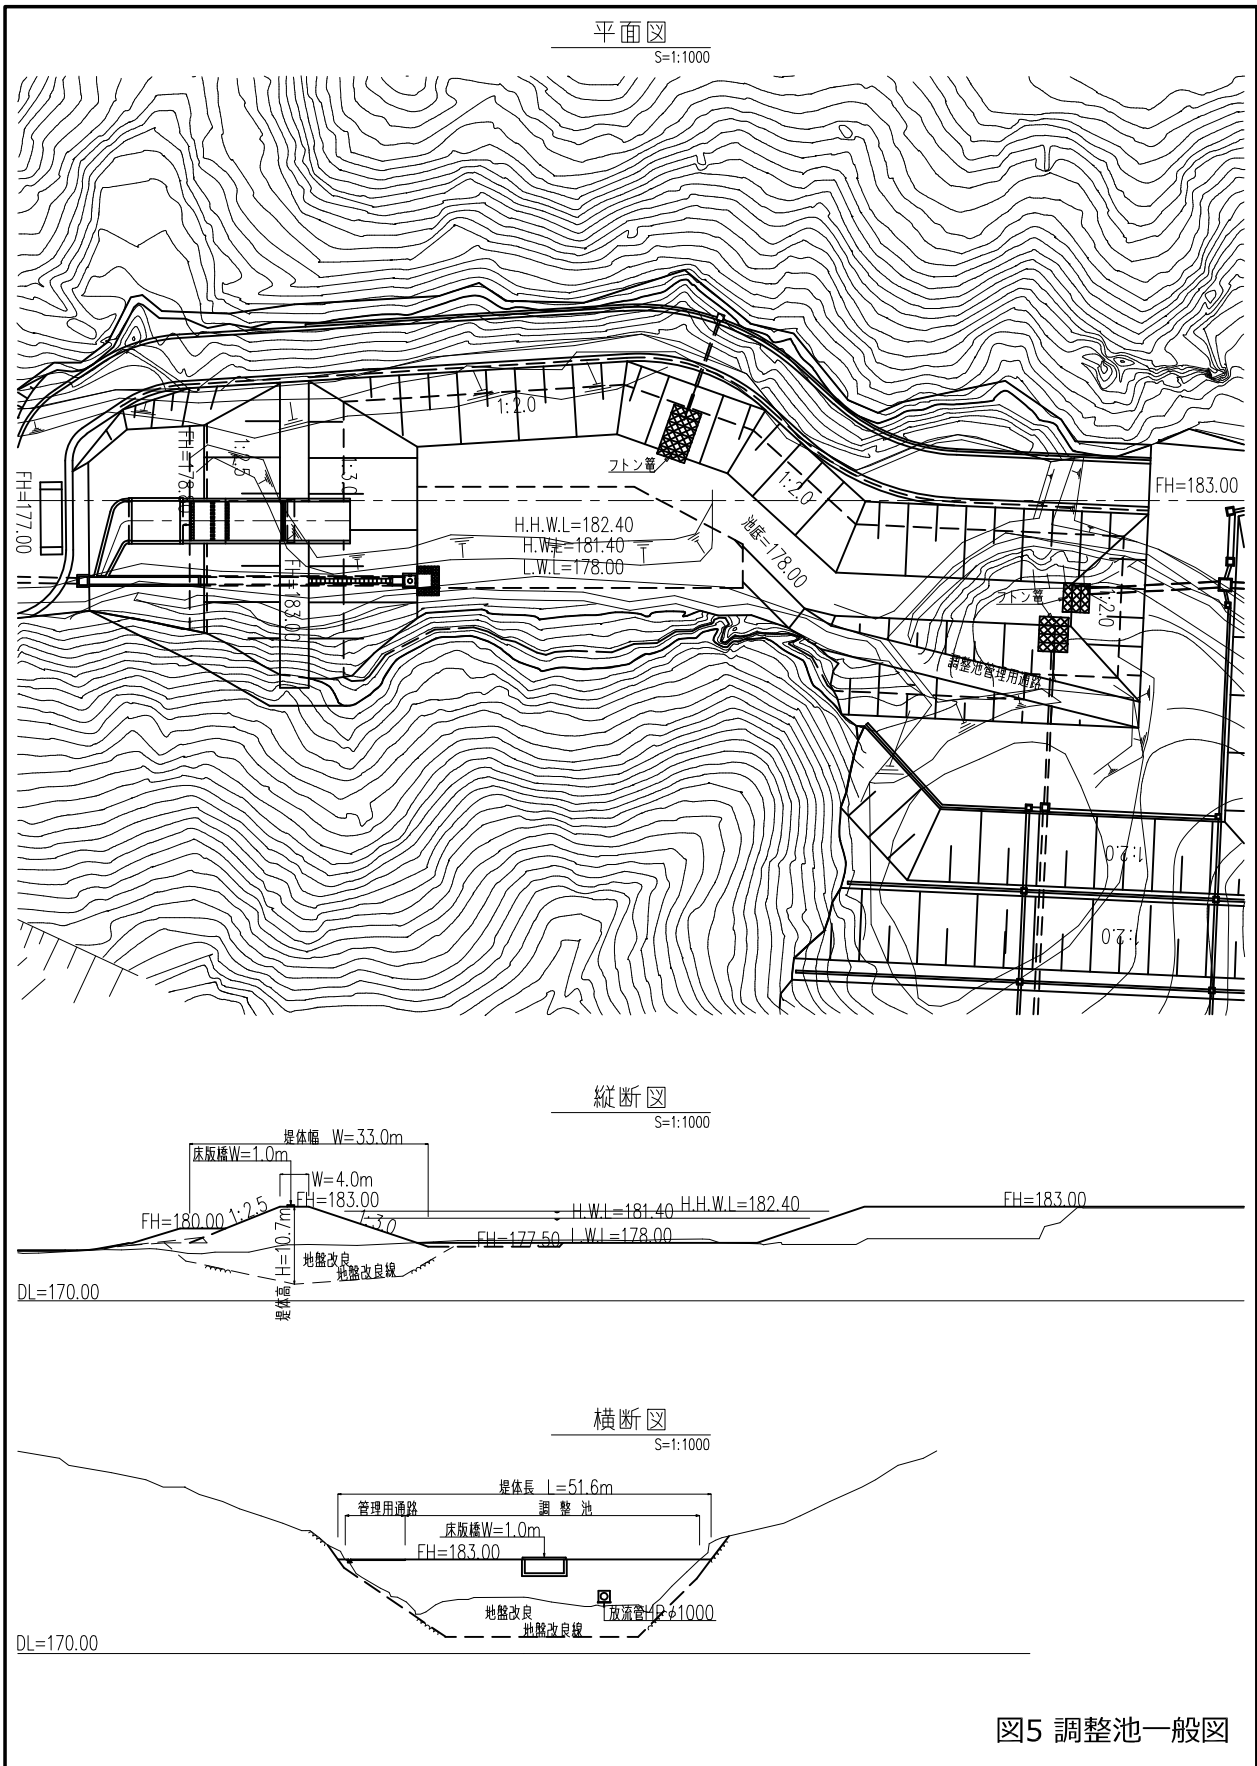 平面図
S=1:1000
1:2.0
フトン籠
FH=177.00
1:2.5
1:3.0
1:2.0
FH=183.00
H.H.W.L=182.40
H.W.L=181.40
L.W.L=178.00
池底=178.00
FH=183.00
フトン籠
1:2.0
調整池管理用通路
1:2.0
1:2.0
縦断図
S=1:1000
堤体幅 W=33.0m
床版橋W=1.0m
W=4.0m
FH=183.00
FH=180.00
1:2.5
1:3.0
H.W.L=181.40
H.H.W.L=182.40
FH=183.00
FH=177.50
L.W.L=178.00
地盤改良
地盤改良線
堤体高 H=10.7m
DL=170.00
横断図
S=1:1000
堤体長 L=51.6m
管理用通路
調整池
床版橋W=1.0m
FH=183.00
地盤改良
放流管HPφ1000
地盤改良線
DL=170.00
図5 調整池一般図